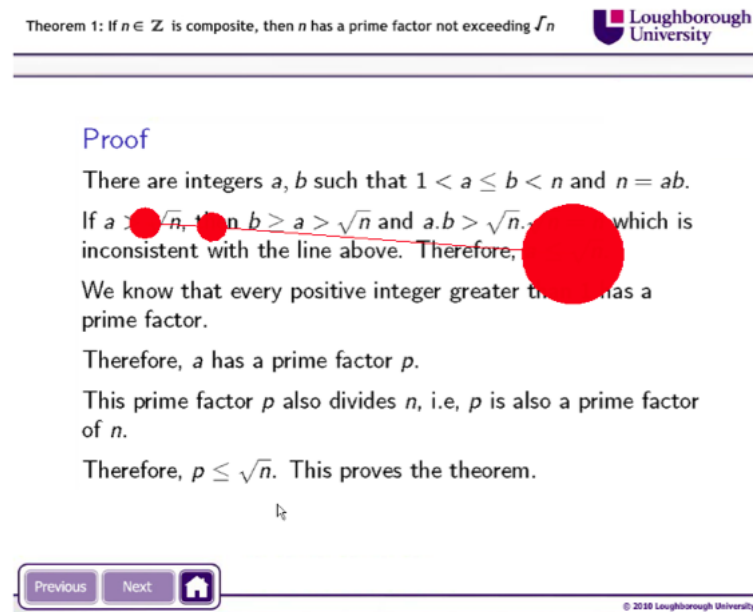 Theorem 1: If n ∈ ℤ is composite, then n has a prime factor not exceeding √n
Loughborough
University
Proof
There are integers a, b such that 1 < a ≤ b < n and n = ab.
If a > √n, n b ≥ a > √n and a.b > √n. which is
inconsistent with the line above. Therefore,
We know that every positive integer greater has a
prime factor.
Therefore, a has a prime factor p.
This prime factor p also divides n, i.e, p is also a prime factor
of n.
Therefore, p ≤ √n. This proves the theorem.
Previous
Next
© 2010 Loughborough University